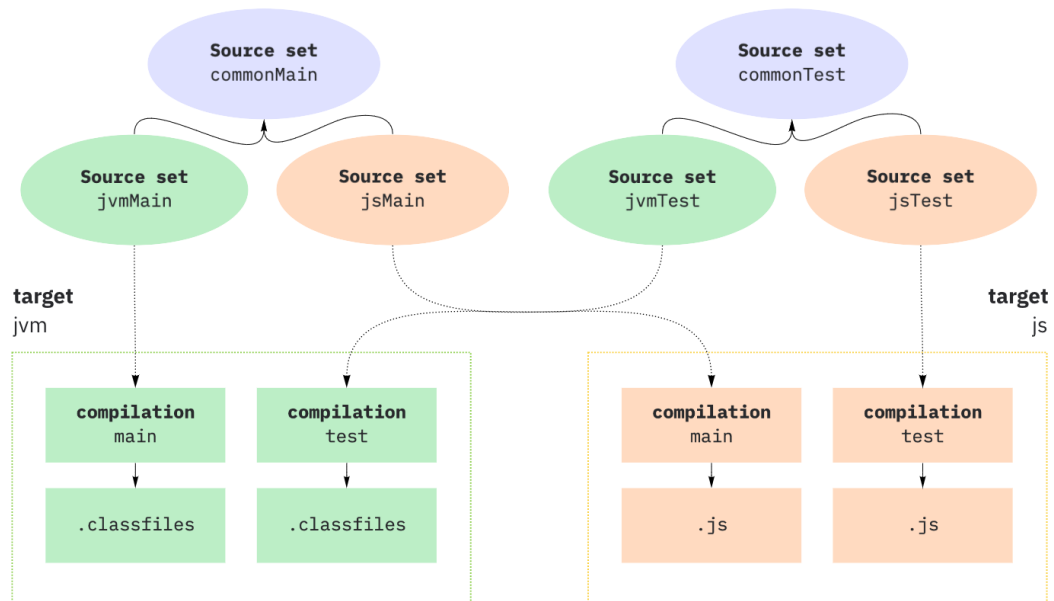 Source set
commonMain
Source set
commonTest
Source set
jvmMain
Source set
jsMain
Source set
jvmTest
Source set
jsTest
target
jvm
target
js
compilation
main
compilation
test
compilation
main
compilation
test
.classfiles
.classfiles
.js
.js